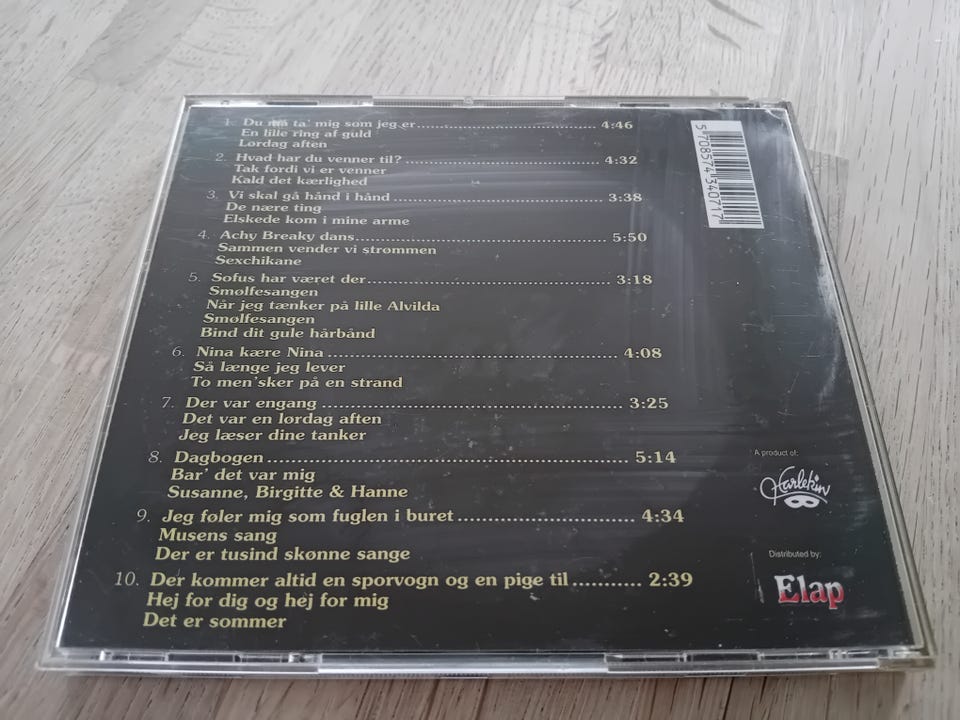 1. Du må ta' mig som jeg er.............................. 4:46
En lille ring af guld
Lørdag aften
2. Hvad har du venner til?.................................. 4:32
Tak fordi vi er venner
Kald det kærlighed
3. Vi skal gå hånd i hånd.................................... 3:38
De nære ting
Elskede kom i mine arme
4. Achy Breaky dans.......................................... 5:50
Sammen vender vi strømmen
Sexchikane
5. Sofus har været der........................................ 3:18
Smølfesangen
Når jeg tænker på lille Alvilda
Smølfesangen
Bind dit gule hårbånd
6. Nina kære Nina.............................................. 4:08
Så længe jeg lever
To men'sker på en strand
7. Der var engang............................................... 3:25
Det var en lørdag aften
Jeg læser dine tanker
8. Dagbogen....................................................... 5:14
Bar' det var mig
Susanne, Birgitte & Hanne
9. Jeg føler mig som fuglen i buret........................... 4:34
Musens sang
Der er tusind skønne sange
10. Der kommer altid en sporvogn og en pige til.......... 2:39
Hej for dig og hej for mig
Det er sommer
5 708574 340717
A product of:
Harlekin
Distributed by:
Elap